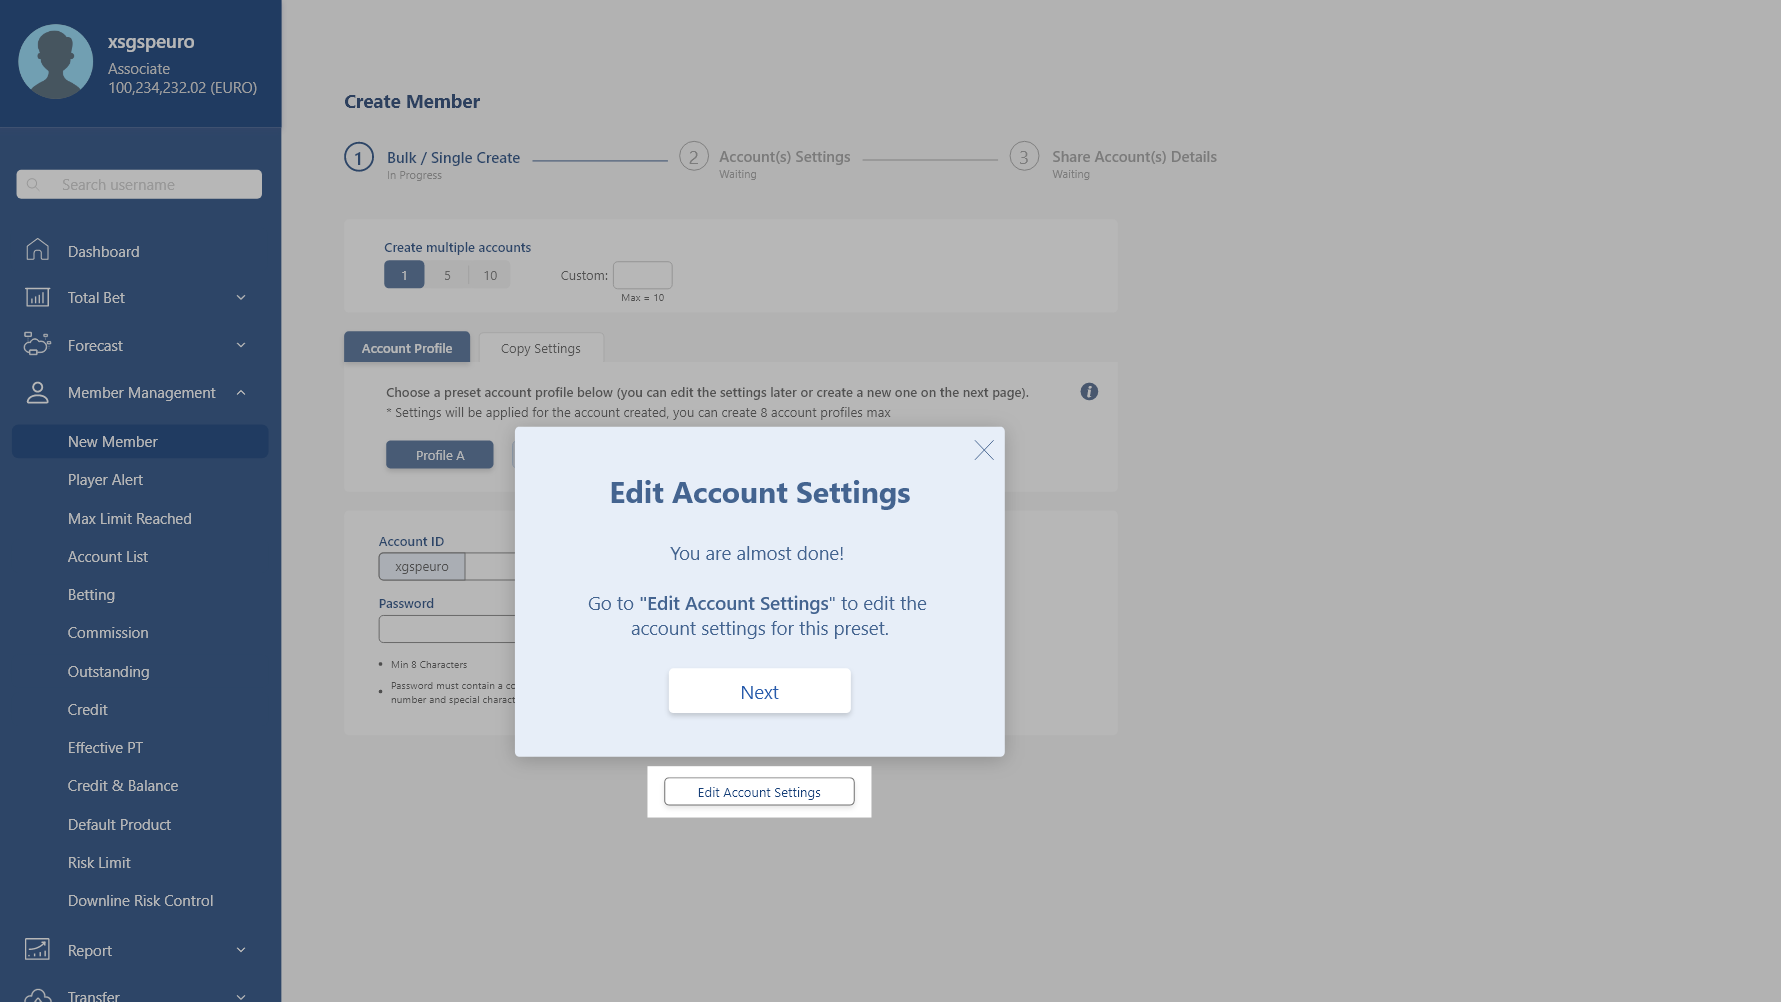 xsgspeuro
Associate
100,234,232.02 (EURO)
Search username
Dashboard
Total Bet
Forecast
Member Management
New Member
Player Alert
Max Limit Reached
Account List
Betting
Commission
Outstanding
Credit
Effective PT
Credit & Balance
Default Product
Risk Limit
Downline Risk Control
Report
Transfer
Create Member
1 Bulk / Single Create
In Progress
2 Account(s) Settings
Waiting
3 Share Account(s) Details
Waiting
Create multiple accounts
1 5 10 Custom:
Max = 10
Account Profile Copy Settings
Choose a preset account profile below (you can edit the settings later or create a new one on the next page).
* Settings will be applied for the account created, you can create 8 account profiles max
Profile A
Account ID
xgspeuro
Password
• Min 8 Characters
• Password must contain a
number and special
Edit Account Settings
You are almost done!
Go to "Edit Account Settings" to edit the
account settings for this preset.
Next
Edit Account Settings